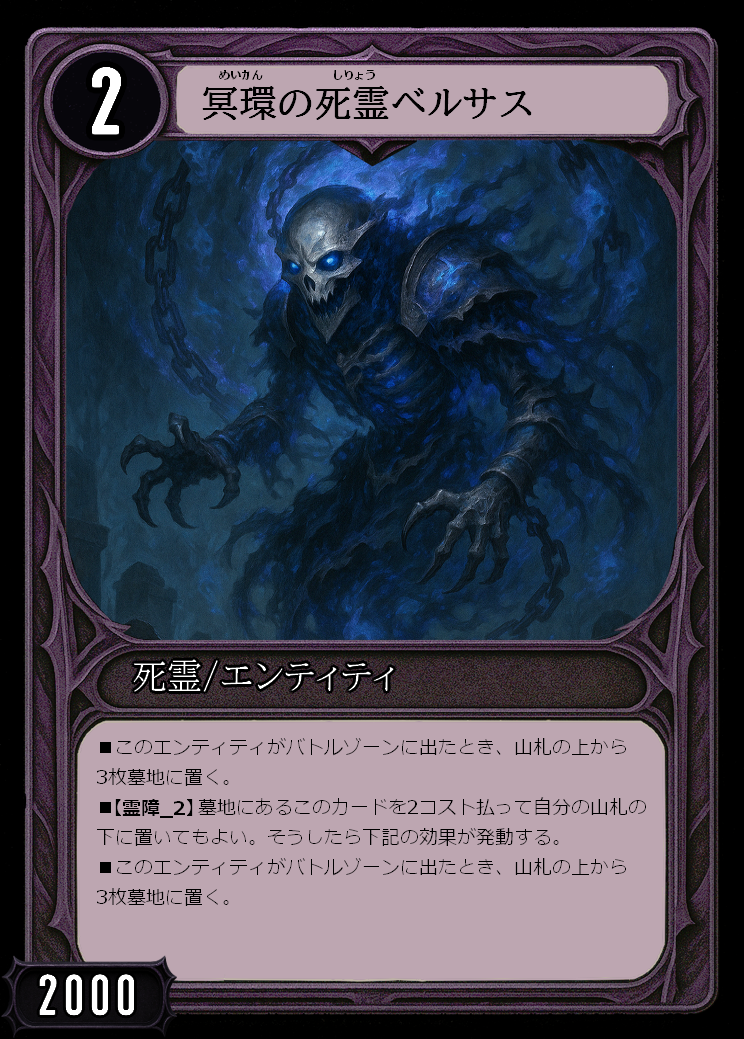 2
めいかん しりょう
冥環の死霊ベルサス
死霊/エンティティ
■このエンティティがバトルゾーンに出たとき、山札の上から
3枚墓地に置く。
■【霊障_2】墓地にあるこのカードを2コスト払って自分の山札の
下に置いてもよい。そうしたら下記の効果が発動する。
■このエンティティがバトルゾーンに出たとき、山札の上から
3枚墓地に置く。
2000